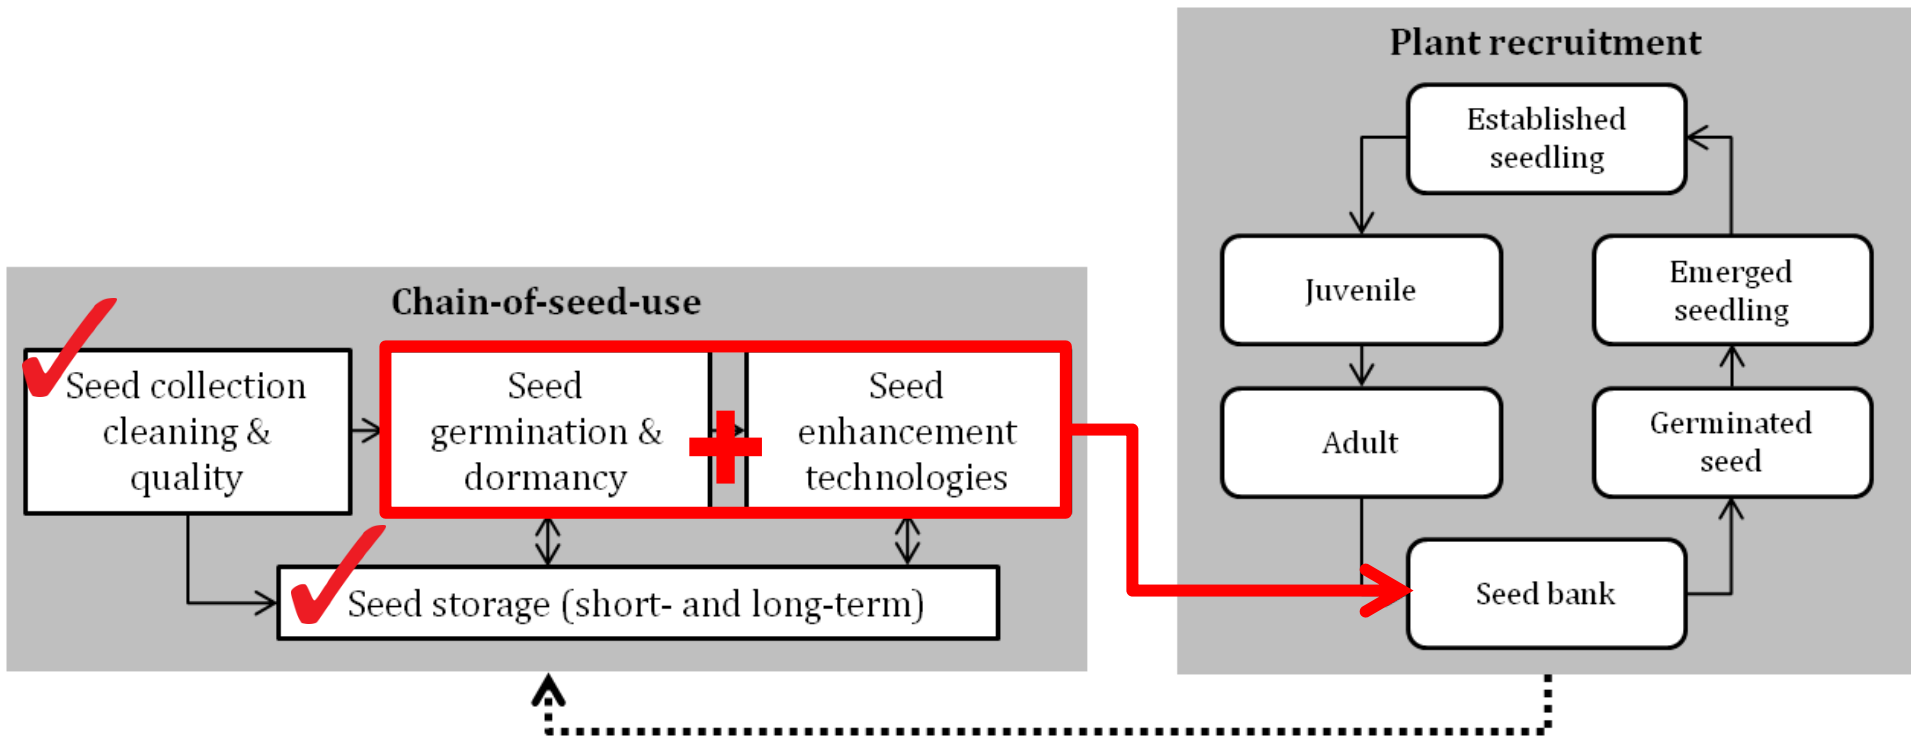 Plant recruitment
Established
seedling
Juvenile
Emerged
seedling
Adult
Germinated
seed
Seed bank
Chain-of-seed-use
Seed collection
cleaning &
quality
Seed
germination &
dormancy
Seed
enhancement
technologies
Seed storage (short- and long-term)